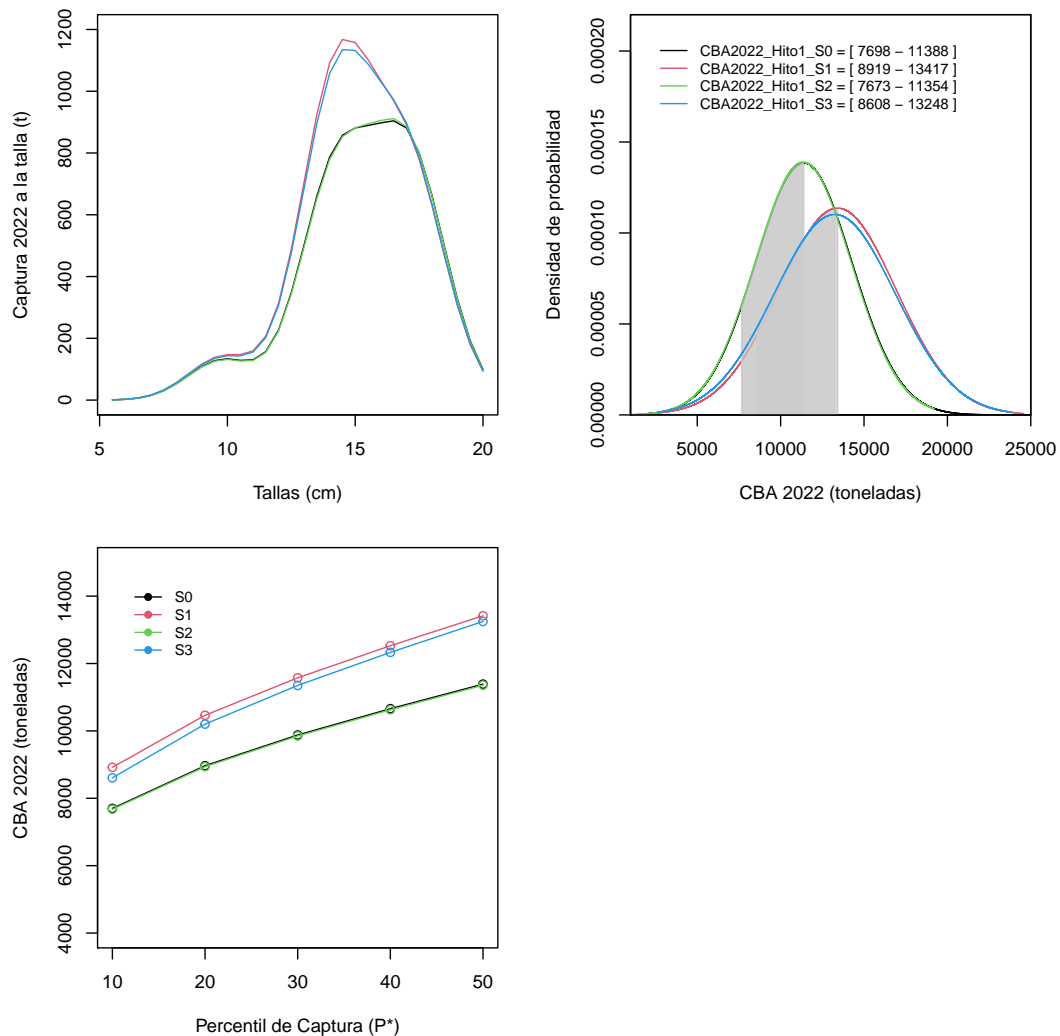 Captura 2022 a la talla (t)
1200
1000
800
600
400
200
0
5
10
15
20
Tallas (cm)
Densidad de probabilidad
0.00020
0.00015
0.00010
0.00005
0.00000
CBA2022_Hito1_S0 = [ 7698 − 11388 ]
CBA2022_Hito1_S1 = [ 8919 − 13417 ]
CBA2022_Hito1_S2 = [ 7673 − 11354 ]
CBA2022_Hito1_S3 = [ 8608 − 13248 ]
5000
10000
15000
20000
25000
CBA 2022 (toneladas)
CBA 2022 (toneladas)
14000
12000
10000
8000
6000
4000
S0
S1
S2
S3
10
20
30
40
50
Percentil de Captura (P*)